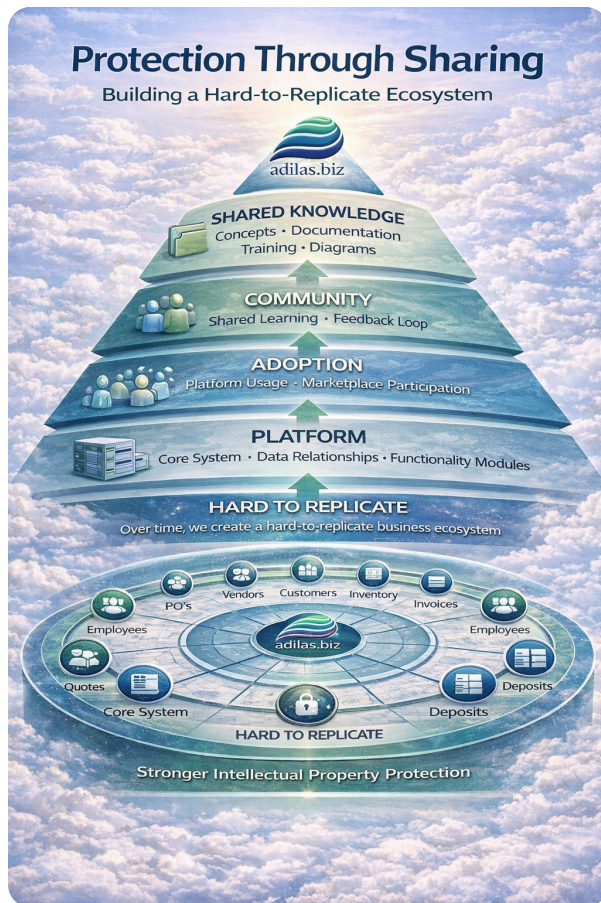 Protection Through Sharing
Building a Hard-to-Replicate Ecosystem
adilas.biz
SHARED KNOWLEDGE
Concepts • Documentation
Training • Diagrams
COMMUNITY
Shared Learning • Feedback Loop
ADOPTION
Platform Usage - Marketplace Participation
PLATFORM
Core System • Data Relationships • Functionality Modules
HARD TO REPLICATE
Over time, we create a hard-to-replicate business ecosystem
Employees
PO's
Vendors
Customers
Inventory
Invoices
Employees
adilas.biz
Quotes
Core System
Deposits
Deposits
HARD TO REPLICATE
Stronger Intellectual Property Protection